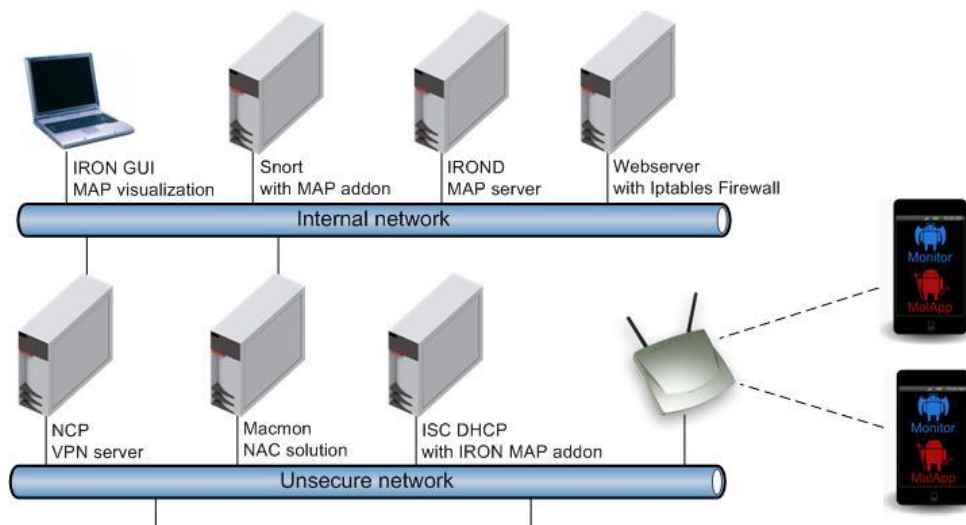 IRON GUI
MAP visualization
Snort
with MAP addon
IROND
MAP server
Webserver
with Iptables Firewall
Internal network
Monitor
MalApp
NCP
VPN server
Macmon
NAC solution
ISC DHCP
with IRON MAP addon
Monitor
MalApp
Unsecure network